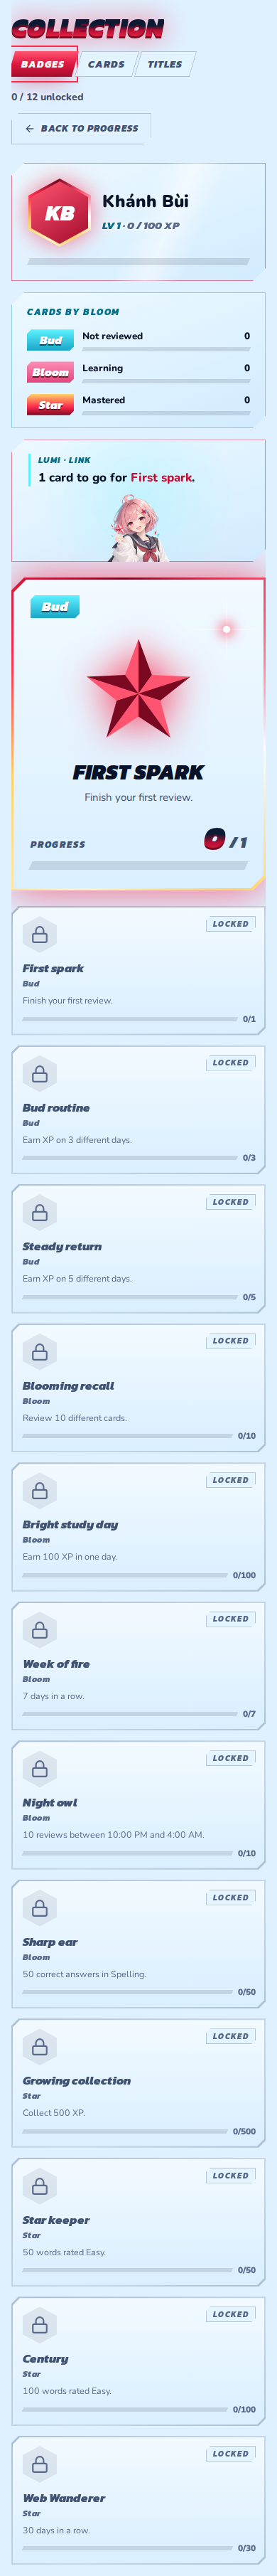 COLLECTION
BADGES CARDS TITLES
0 / 12 unlocked
← BACK TO PROGRESS
KB
Khánh Bùi
LV 1 · 0 / 100 XP
CARDS BY BLOOM
Bud Not reviewed 0
Bloom Learning 0
Star Mastered 0
LUMI · LINK
1 card to go for First spark.
Bud
FIRST SPARK
Finish your first review.
PROGRESS 0 / 1
LOCKED
First spark
Bud
Finish your first review.
0/1
LOCKED
Bud routine
Bud
Earn XP on 3 different days.
0/3
LOCKED
Steady return
Bud
Earn XP on 5 different days.
0/5
LOCKED
Blooming recall
Bloom
Review 10 different cards.
0/10
LOCKED
Bright study day
Bloom
Earn 100 XP in one day.
0/100
LOCKED
Week of fire
Bloom
7 days in a row.
0/7
LOCKED
Night owl
Bloom
10 reviews between 10:00 PM and 4:00 AM.
0/10
LOCKED
Sharp ear
Bloom
50 correct answers in Spelling.
0/50
LOCKED
Growing collection
Star
Collect 500 XP.
0/500
LOCKED
Star keeper
Star
50 words rated Easy.
0/50
LOCKED
Century
Star
100 words rated Easy.
0/100
LOCKED
Web Wanderer
Star
30 days in a row.
0/30